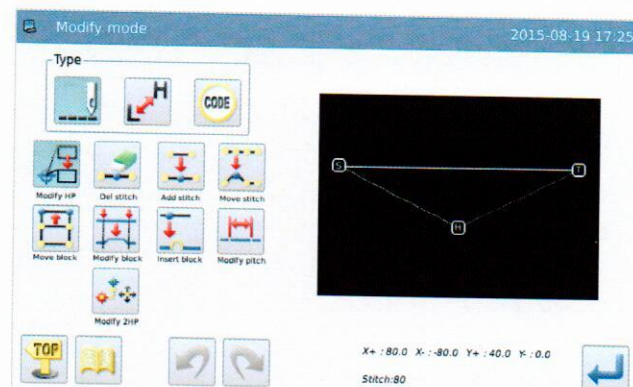 Modify mode 2015-08-19 17:25
Type
L H CODE
Modify HP Del stitch Add stitch Move stitch
Move block Modify block Insert block Modify pitch
Modify 2HP
S T
H
TOP
X+ : 80.0 X- : -80.0 Y+ : 40.0 Y- : 0.0
Stitch:80